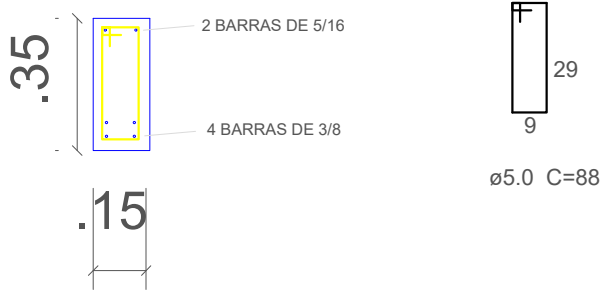 .35
2 BARRAS DE 5/16
4 BARRAS DE 3/8
.15
29
9
ø5.0 C=88